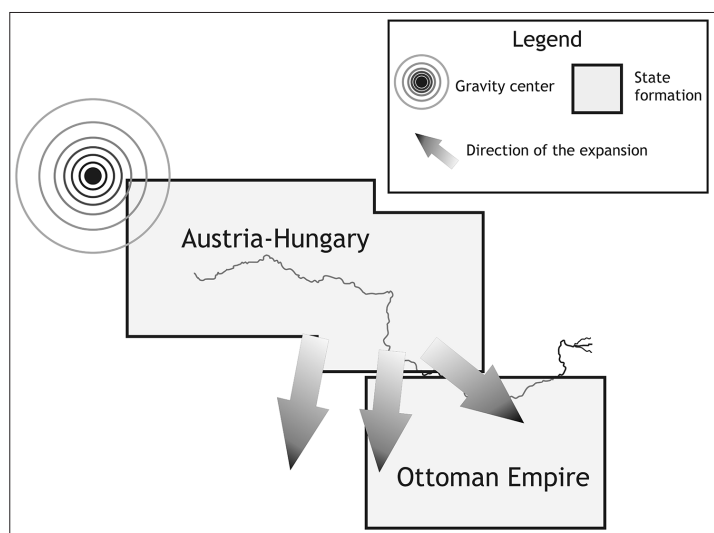 Legend
Gravity center
State
formation
Direction of the expansion
Austria-Hungary
Ottoman Empire